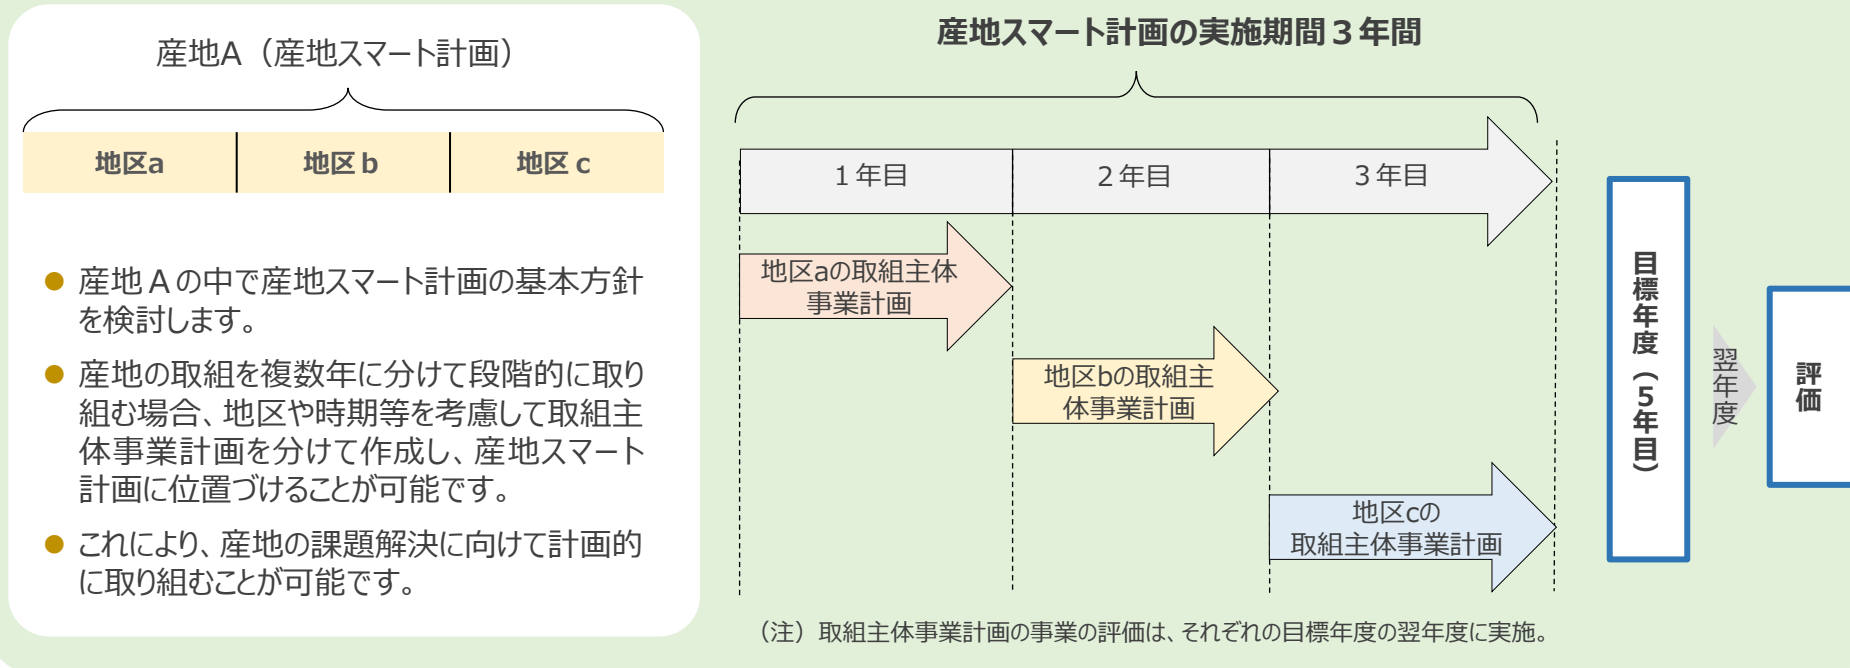 産地A（産地スマート計画）
地区a
地区ｂ
地区ｃ
● 産地Ａの中で産地スマート計画の基本方針
を検討します。
● 産地の取組を複数年に分けて段階的に取り
組む場合、地区や時期等を考慮して取組主
体事業計画を分けて作成し、産地スマート
計画に位置づけることが可能です。
● これにより、産地の課題解決に向けて計画的
に取り組むことが可能です。
産地スマート計画の実施期間３年間
１年目
２年目
３年目
地区aの取組主体
事業計画
地区bの取組主
体事業計画
地区cの
取組主体事業計画
目標年度（5年目）
翌年度
評価
（注）取組主体事業計画の事業の評価は、それぞれの目標年度の翌年度に実施。